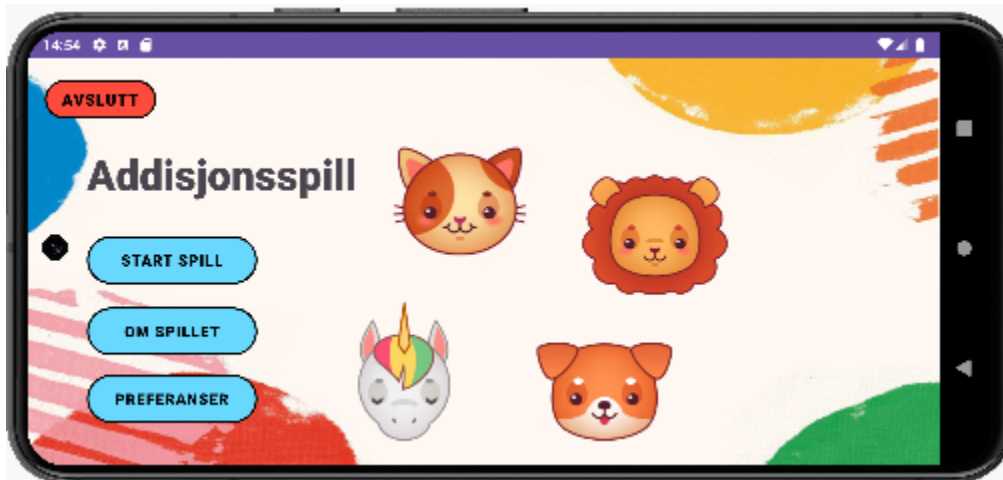 14:54
AVSLUTT
Addisjonsspill
START SPILL
OM SPILLET
PREFERANSER